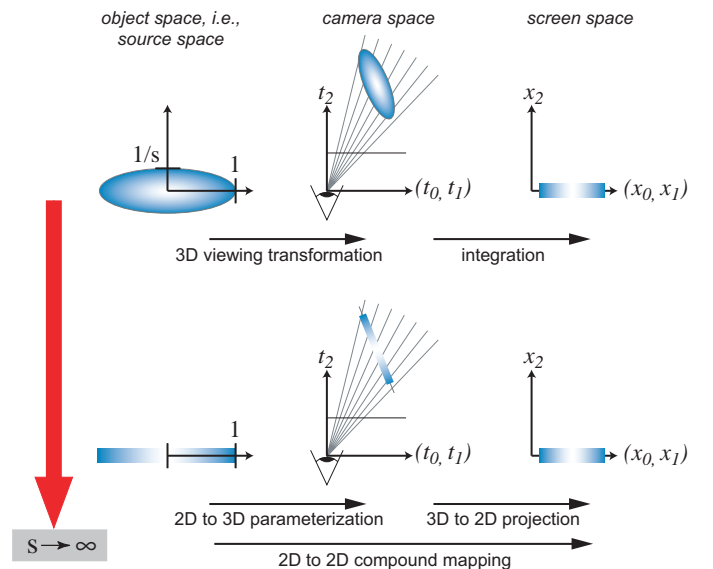 object space, i.e.,
source space
camera space
screen space
t2
x2
1/s
1
(t0, t1)
(x0, x1)
3D viewing transformation
integration
t2
x2
1
(t0, t1)
(x0, x1)
2D to 3D parameterization
3D to 2D projection
s → ∞
2D to 2D compound mapping